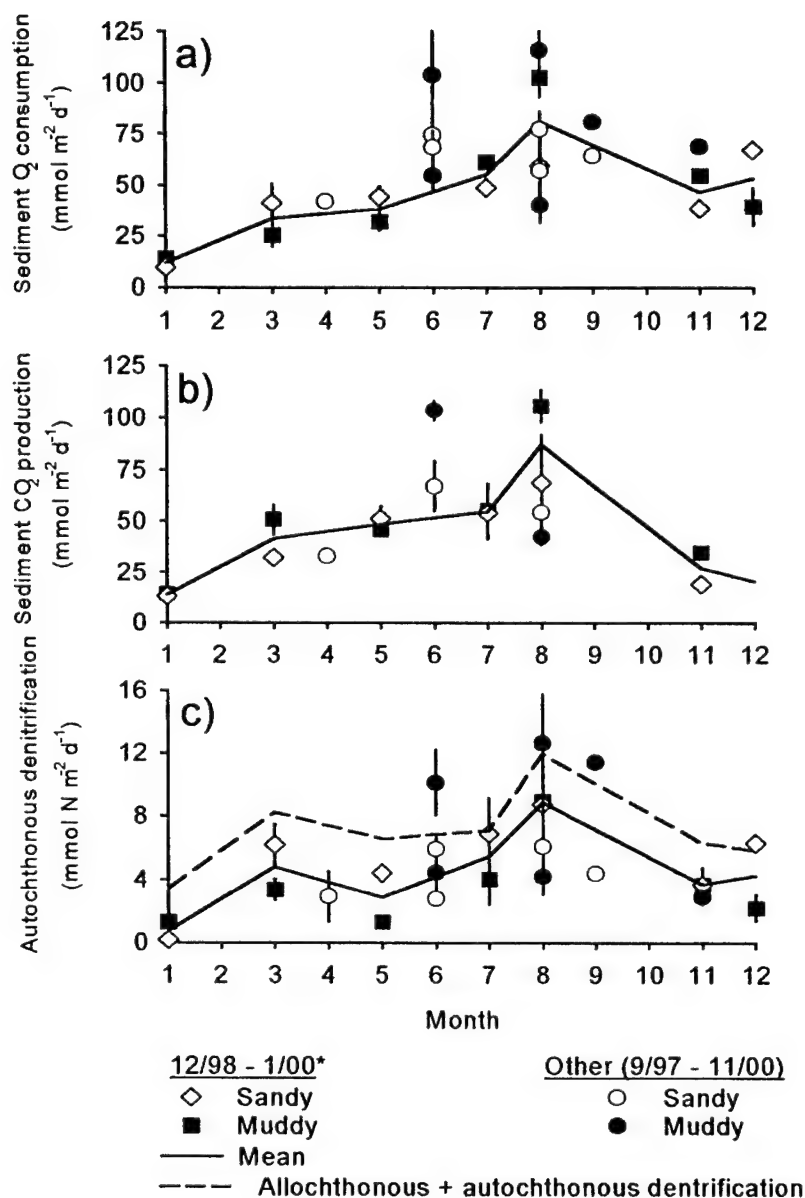 Sediment O2 consumption
(mmol m-2 d-1)
a)
125
100
75
50
25
0
1 2 3 4 5 6 7 8 9 10 11 12
Sediment CO2 production
(mmol m-2 d-1)
b)
125
100
75
50
25
0
1 2 3 4 5 6 7 8 9 10 11 12
Autochthonous denitrification
(mmol N m-2 d-1)
c)
16
12
8
4
0
1 2 3 4 5 6 7 8 9 10 11 12
Month
12/98 - 1/00* Other (9/97 - 11/00)
Sandy Sandy
Muddy Muddy
Mean
Allochthonous + autochthonous dentrification